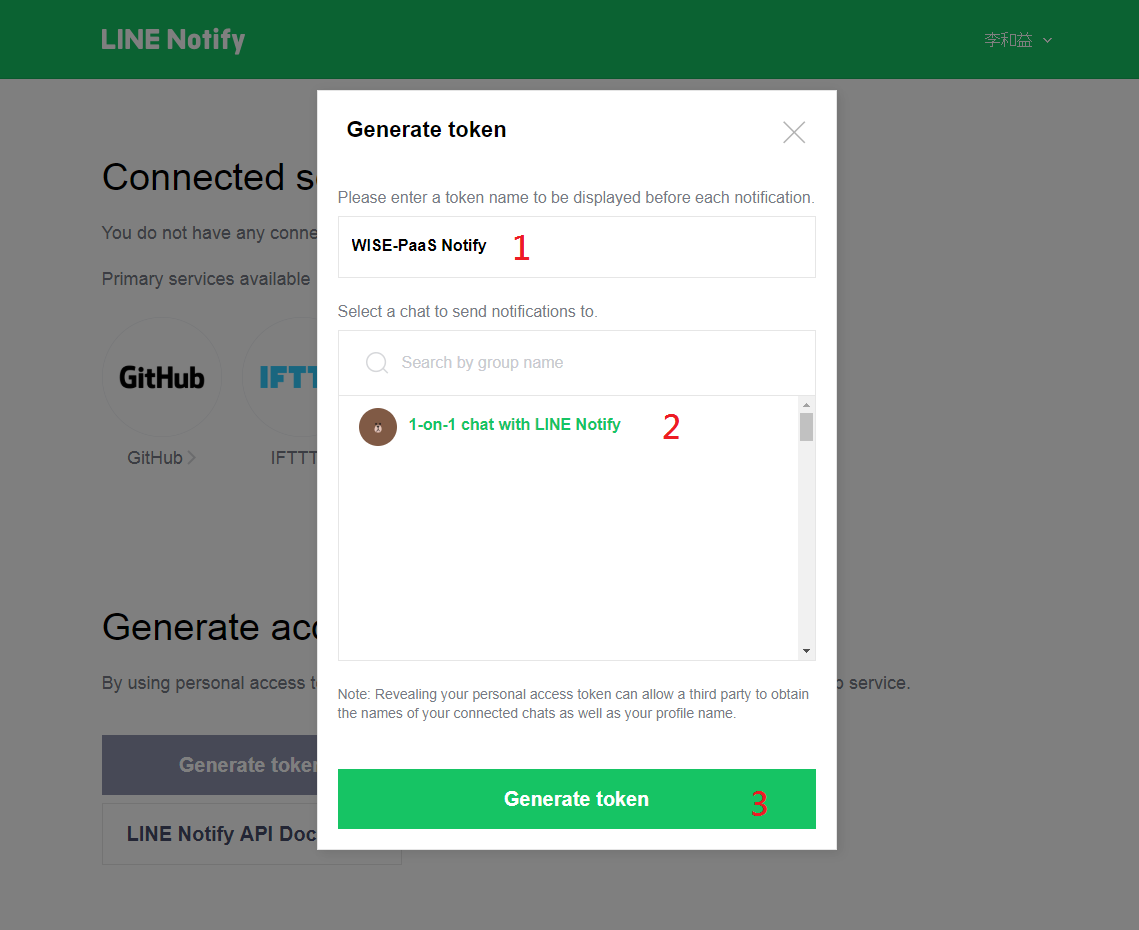 LINE Notify
李和益
Generate token
Connected s
Please enter a token name to be displayed before each notification.
You do not have any conne
WISE-PaaS Notify 1
Primary services available
Select a chat to send notifications to.
Search by group name
GitHub
IFTT
1-on-1 chat with LINE Notify 2
GitHub
IFTTT
Generate acc
By using personal access t
service.
Note: Revealing your personal access token can allow a third party to obtain
the names of your connected chats as well as your profile name.
Generate token
Generate token 3
LINE Notify API Doc